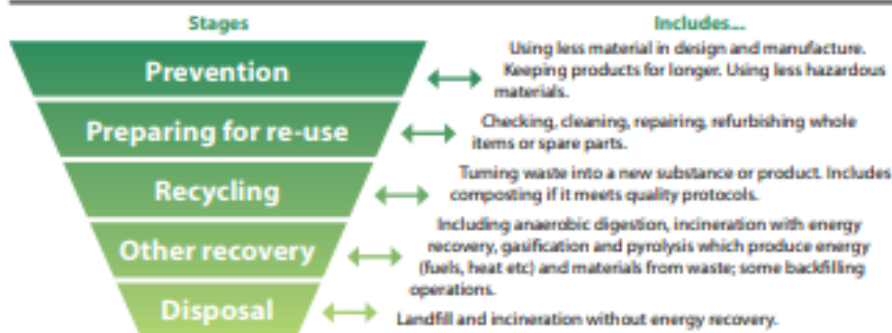 Stages
Includes...
Prevention
Using less material in design and manufacture.
Keeping products for longer. Using less hazardous
materials.
Preparing for re-use
Checking, cleaning, repairing, refurbishing whole
items or spare parts.
Recycling
Turning waste into a new substance or product. Includes
composting if it meets quality protocols.
Other recovery
Including anaerobic digestion, incineration with energy
recovery, gasification and pyrolysis which produce energy
(fuels, heat etc) and materials from waste; some backfilling
operations.
Disposal
Landfill and incineration without energy recovery.